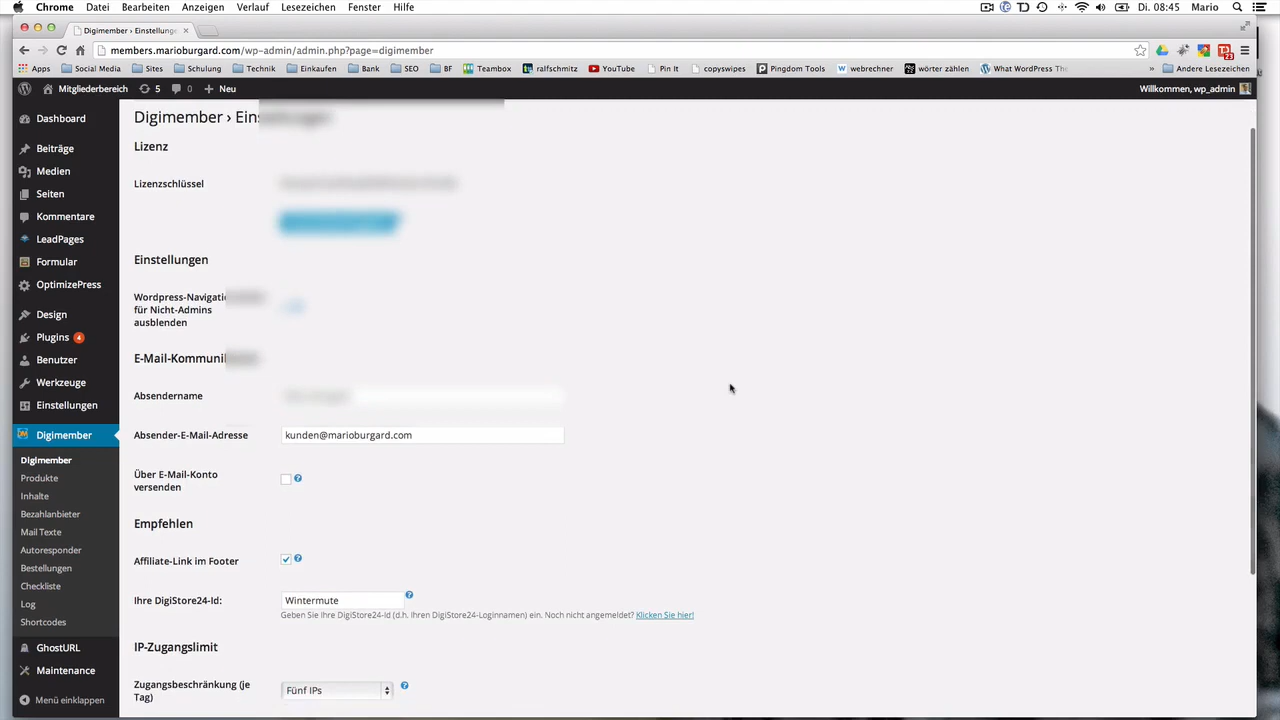 Chrome Datei Bearbeiten Anzeigen Verlauf Lesezeichen Fenster Hilfe Di. 08:45 Mario
Digimember › Einstellunge
members.marioburgard.com/wp-admin/admin.php?page=digimember
23
Apps Social Media Sites Schulung Technik Einkaufen Bank SEO BF Teambox ralfschmitz YouTube Pin It copyswipes Pingdom Tools webrechner wörter zählen What WordPress The » Andere Lesezeichen
Mitgliederbereich 5 0 Neu Willkommen, wp_admin
Dashboard
Beiträge
Medien
Seiten
Kommentare
LeadPages
Formular
OptimizePress
Design
Plugins 4
Benutzer
Werkzeuge
Einstellungen
Digimember
Digimember
Produkte
Inhalte
Bezahlanbieter
Mail Texte
Autoresponder
Bestellungen
Checkliste
Log
Shortcodes
GhostURL
Maintenance
Menü einklappen
Digimember › Einstellungen
Lizenz
Lizenzschlüssel
Einstellungen
Wordpress-Navigati
für Nicht-Admins
ausblenden
E-Mail-Kommuni
Absendername
Absender-E-Mail-Adresse kunden@marioburgard.com
Über E-Mail-Konto
versenden
Empfehlen
Affiliate-Link im Footer
Ihre DigiStore24-Id: Wintermute
Geben Sie Ihre DigiStore24-Id (d.h. Ihren DigiStore24-Loginnamen) ein. Noch nicht angemeldet? Klicken Sie hier!
IP-Zugangslimit
Zugangsbeschränkung (je
Tag) Fünf IPs